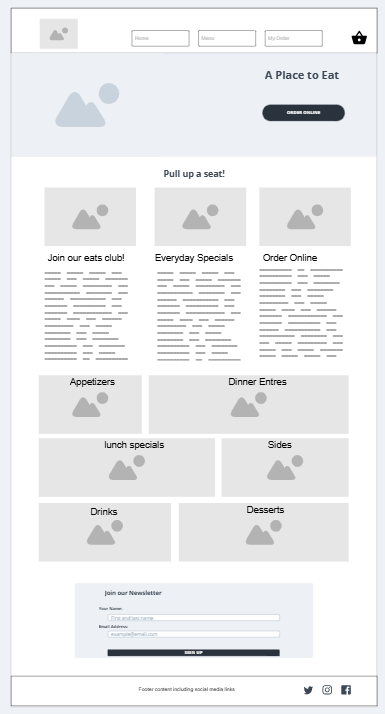 Home Menu My Order
A Place to Eat
ORDER ONLINE
Pull up a seat!
Join our eats club! Everyday Specials Order Online
Appetizers Dinner Entres
lunch specials Sides
Drinks Desserts
Join our Newsletter
Your Name:
First and last name
Email Address:
example@email.com
SIGN UP
Footer content including social media links